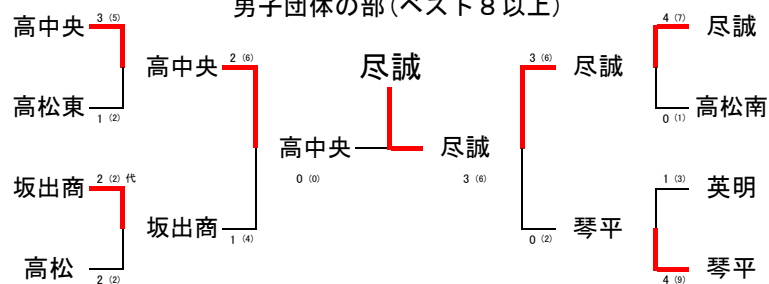 男子団体の部(ベスト８以上)
高中央 3 (5)
高松東 1 (2)
坂出商 2 (2) 代
高松 2 (2)
高中央 2 (6)
坂出商 1 (4)
尽誠
高中央 0 (0)
尽誠 3 (6)
3 (6) 尽誠
0 (2) 琴平
4 (7) 尽誠
0 (1) 高松南
1 (3) 英明
4 (9) 琴平